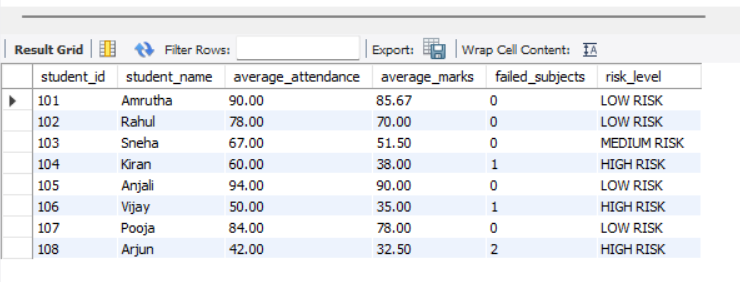 Result Grid Filter Rows: Export: Wrap Cell Content: IA
student_id student_name average_attendance average_marks failed_subjects risk_level
101 Amrutha 90.00 85.67 0 LOW RISK
102 Rahul 78.00 70.00 0 LOW RISK
103 Sneha 67.00 51.50 0 MEDIUM RISK
104 Kiran 60.00 38.00 1 HIGH RISK
105 Anjali 94.00 90.00 0 LOW RISK
106 Vijay 50.00 35.00 1 HIGH RISK
107 Pooja 84.00 78.00 0 LOW RISK
108 Arjun 42.00 32.50 2 HIGH RISK